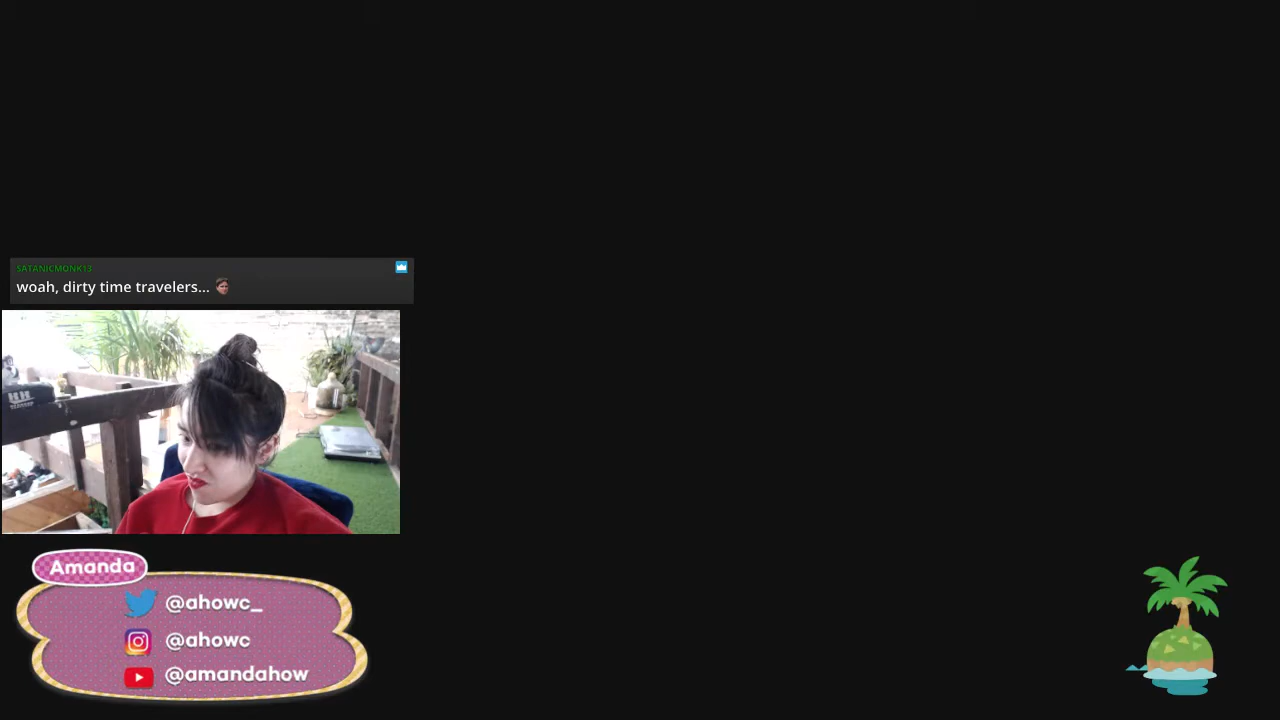 SATANICMONK13
woah, dirty time travelers...
Amanda
@ahowc_
@ahowc
@amandahow